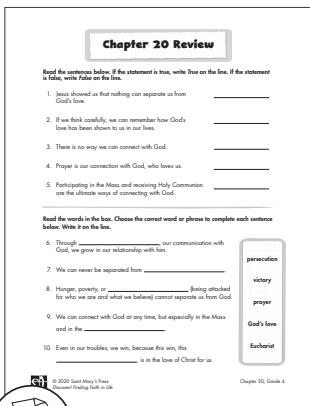 Chapter 20 Review
Read the sentences below. If the statement is true, write True on the line. If the statement
is false, write False on the line.
1. Jesus showed us that nothing can separate us from
God's love.
2. If we think carefully, we can remember how God's
love has been shown to us in our lives.
3. There is no way we can connect with God.
4. Prayer is our connection with God, who loves us.
5. Participating in the Mass and receiving Holy Communion
are the ultimate ways of connecting with God.
Read the words in the box. Choose the correct word or phrase to complete each sentence
below. Write it on the line.
6. Through ____________, our communication with
God, we grow in our relationship with him.
7. We can never be separated from ____________.
8. Hunger, poverty, or ____________ (being attacked
for who we are and what we believe) cannot separate us from God.
9. We can connect with God at any time, but especially in the Mass
and in the ____________.
10. Even in our troubles, we win, because this win, this
____________ is in the love of Christ for us.
persecution
victory
prayer
God's love
Eucharist
© 2020 Saint Mary's Press
Discover! Finding Faith in Life
Chapter 20, Grade 4